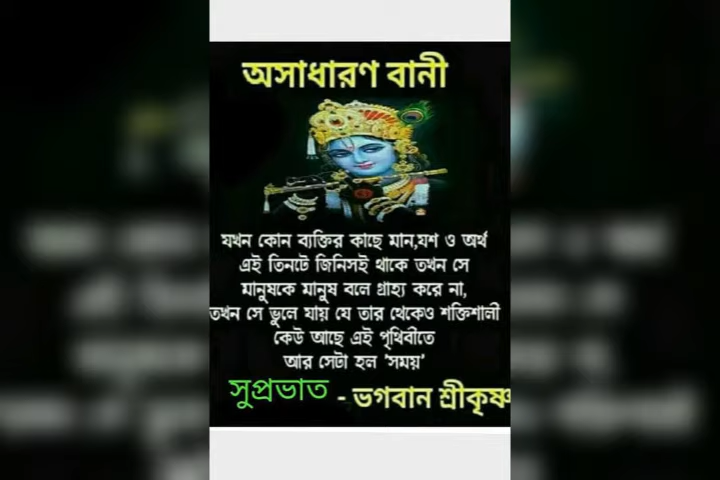 অসাধারণ বানী
যখন কোন ব্যক্তির কাছে মান,যশ ও অর্থ
এই তিনটে জিনিসই থাকে তখন সে
মানুষকে মানুষ বলে গ্রাহ্য করে না,
তখন সে ভুলে যায় যে তার থেকেও শক্তিশালী
কেউ আছে এই পৃথিবীতে
আর সেটা হল 'সময়'
সুপ্রভাত - ভগবান শ্রীকৃষ্ণ